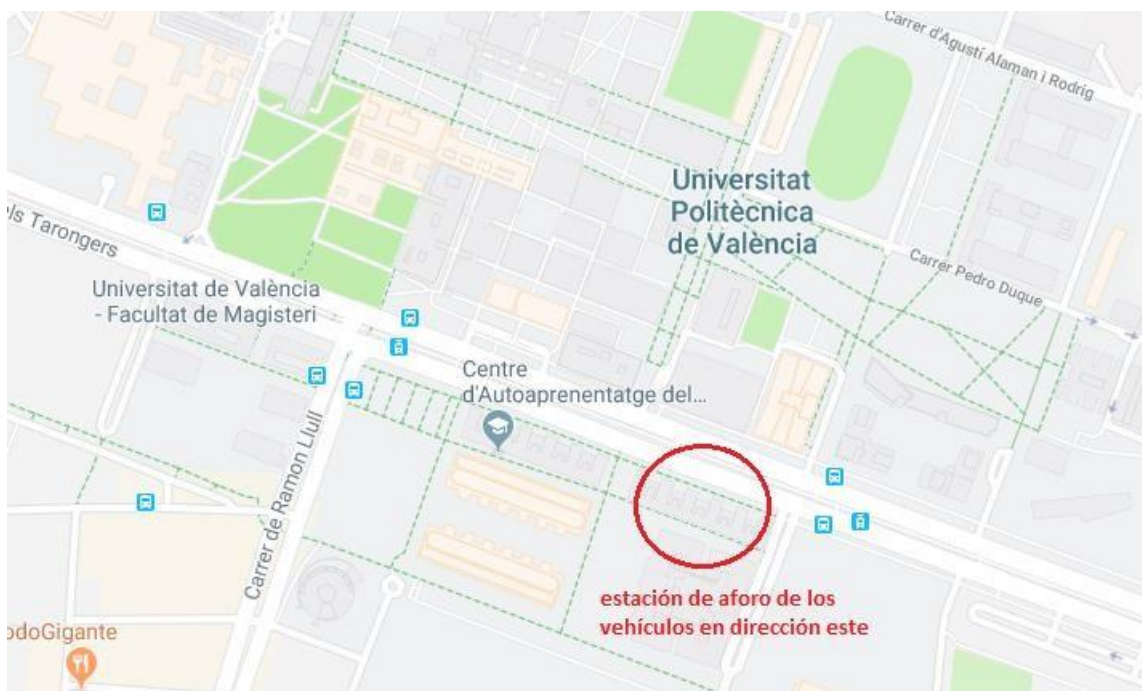 Carrer d'Agustí Alaman i Rodrig
Universitat
Politècnica
de València
els Tarongers
Carrer Pedro Duque
Universitat de València
- Facultat de Magisteri
Centre
d'Autoaprenentatge del...
Carrer de Ramon Llull
estación de aforo de los
vehículos en dirección este
odoGigante